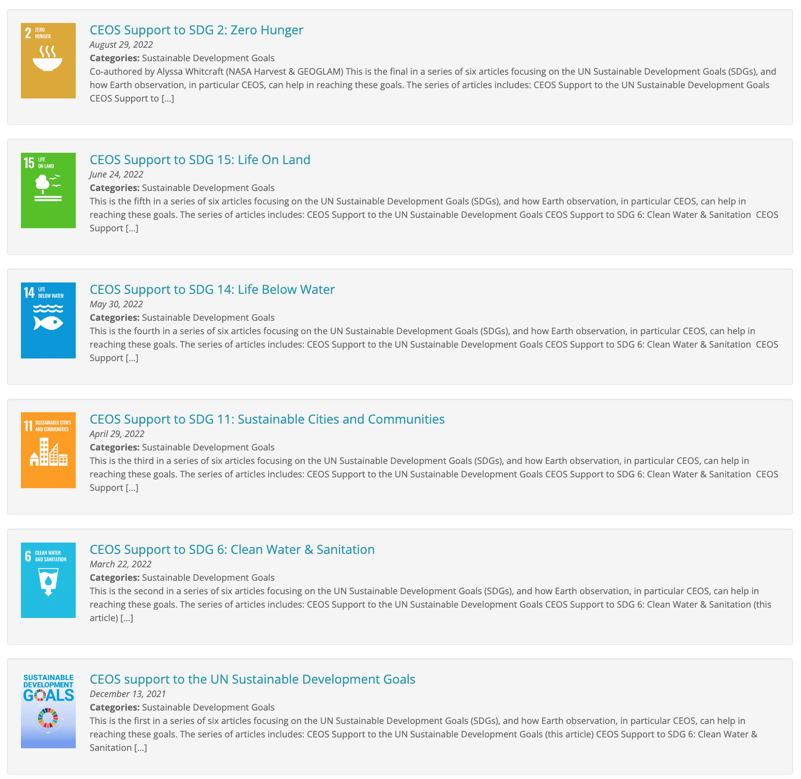 2 ZERO
HUNGER
CEOS Support to SDG 2: Zero Hunger
August 29, 2022
Categories: Sustainable Development Goals
Co-authored by Alyssa Whitcraft (NASA Harvest & GEOGLAM) This is the final in a series of six articles focusing on the UN Sustainable Development Goals (SDGs), and
how Earth observation, in particular CEOS, can help in reaching these goals. The series of articles includes: CEOS Support to the UN Sustainable Development Goals
CEOS Support to [...]
15 LIFE
ON LAND
CEOS Support to SDG 15: Life On Land
June 24, 2022
Categories: Sustainable Development Goals
This is the fifth in a series of six articles focusing on the UN Sustainable Development Goals (SDGs), and how Earth observation, in particular CEOS, can help in
reaching these goals. The series of articles includes: CEOS Support to the UN Sustainable Development Goals CEOS Support to SDG 6: Clean Water & Sanitation CEOS
Support [...]
14 LIFE
BELOW WATER
CEOS Support to SDG 14: Life Below Water
May 30, 2022
Categories: Sustainable Development Goals
This is the fourth in a series of six articles focusing on the UN Sustainable Development Goals (SDGs), and how Earth observation, in particular CEOS, can help in
reaching these goals. The series of articles includes: CEOS Support to the UN Sustainable Development Goals CEOS Support to SDG 6: Clean Water & Sanitation CEOS
Support [...]
11 SUSTAINABLE CITIES
AND COMMUNITIES
CEOS Support to SDG 11: Sustainable Cities and Communities
April 29, 2022
Categories: Sustainable Development Goals
This is the third in a series of six articles focusing on the UN Sustainable Development Goals (SDGs), and how Earth observation, in particular CEOS, can help in
reaching these goals. The series of articles includes: CEOS Support to the UN Sustainable Development Goals CEOS Support to SDG 6: Clean Water & Sanitation CEOS
Support [...]
6 CLEAN WATER
AND SANITATION
CEOS Support to SDG 6: Clean Water & Sanitation
March 22, 2022
Categories: Sustainable Development Goals
This is the second in a series of six articles focusing on the UN Sustainable Development Goals (SDGs), and how Earth observation, in particular CEOS, can help in
reaching these goals. The series of articles includes: CEOS Support to the UN Sustainable Development Goals CEOS Support to SDG 6: Clean Water & Sanitation (this
article) [...]
SUSTAINABLE
DEVELOPMENT
GOALS
CEOS support to the UN Sustainable Development Goals
December 13, 2021
Categories: Sustainable Development Goals
This is the first in a series of six articles focusing on the UN Sustainable Development Goals (SDGs), and how Earth observation, in particular CEOS, can help in
reaching these goals. The series of articles includes: CEOS Support to the UN Sustainable Development Goals (this article) CEOS Support to SDG 6: Clean Water &
Sanitation [...]